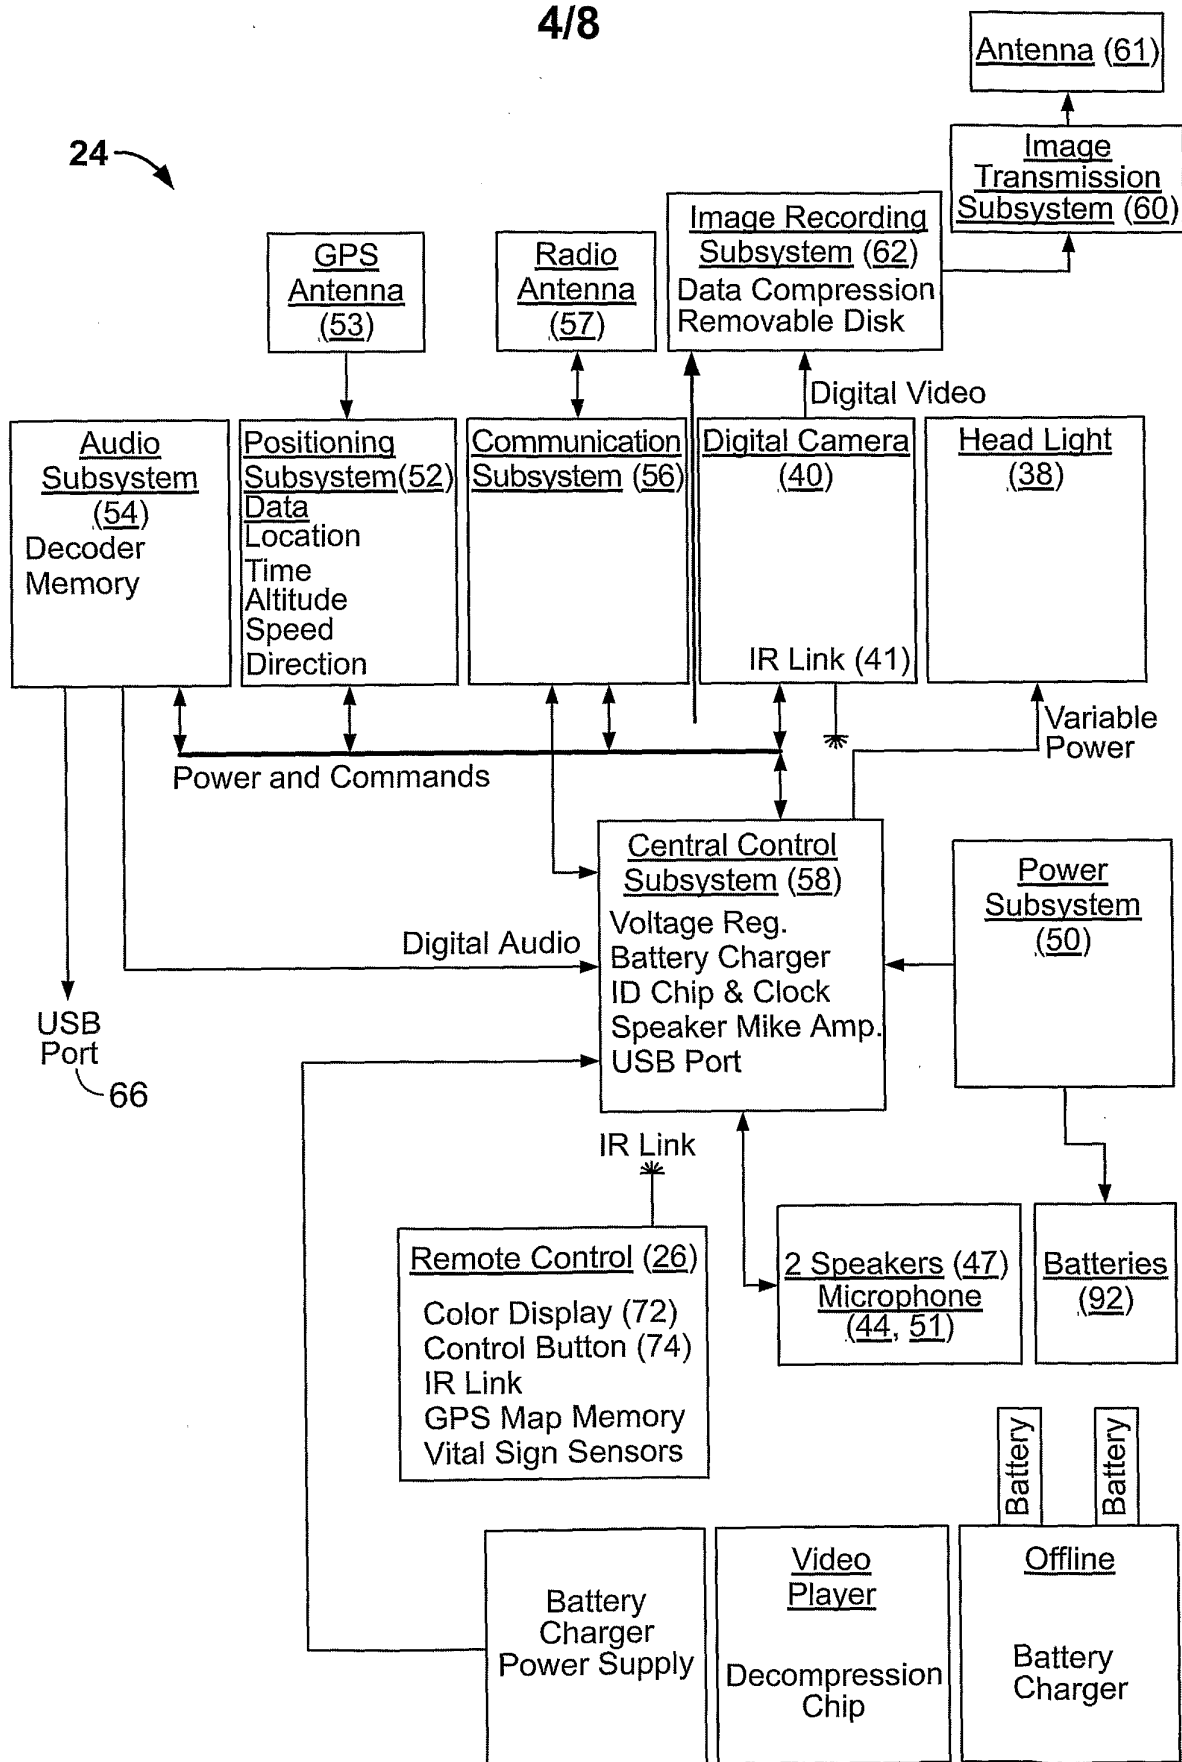 4/8
Antenna (61)
24
Image
Transmission
Subsystem (60)
Image Recording
Subsystem (62)
Data Compression
Removable Disk
GPS
Antenna
(53)
Radio
Antenna
(57)
Digital Video
Audio
Subsystem
(54)
Decoder
Memory
Positioning
Subsystem(52)
Data
Location
Time
Altitude
Speed
Direction
Communication
Subsystem (56)
Digital Camera
(40)
IR Link (41)
Head Light
(38)
Variable
Power
Power and Commands
Central Control
Subsystem (58)
Voltage Reg.
Battery Charger
ID Chip & Clock
Speaker Mike Amp.
USB Port
Power
Subsystem
(50)
Digital Audio
USB
Port
66
IR Link
Remote Control (26)
Color Display (72)
Control Button (74)
IR Link
GPS Map Memory
Vital Sign Sensors
2 Speakers (47)
Microphone
(44, 51)
Batteries
(92)
Battery
Battery
Battery
Charger
Power Supply
Video
Player
Decompression
Chip
Offline
Battery
Charger